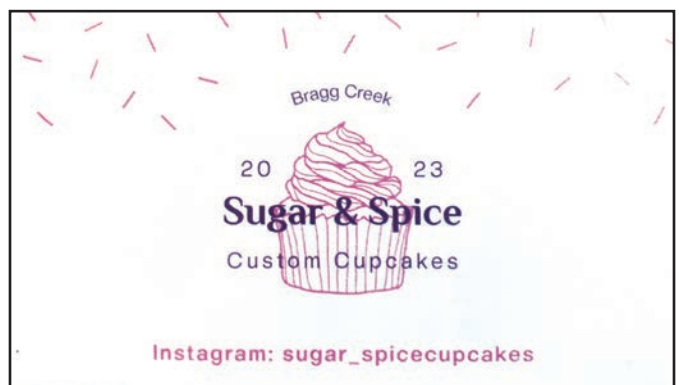 Bragg Creek
20 23
Sugar & Spice
Custom Cupcakes
Instagram: sugar_spicecupcakes